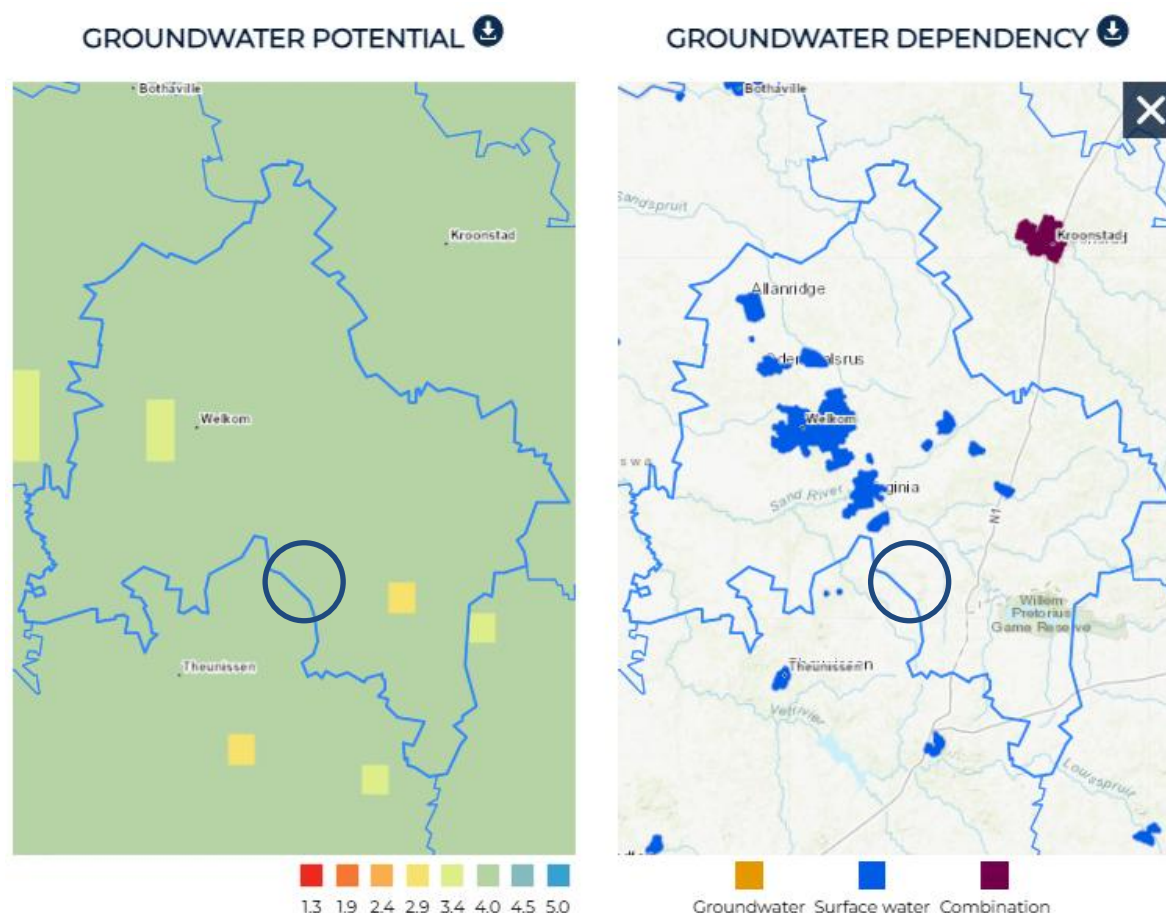 GROUNDWATER POTENTIAL
Bothaville
Kroonstad
Welkom
Theunissen
1.3 1.9 2.4 2.9 3.4 4.0 4.5 5.0
GROUNDWATER DEPENDENCY
Bothaville
Sandspruit
Kroonstad
Allanridge
Welkom
Sand River
N1
Willem
Pretorius
Game Reserve
Theunissen
Groundwater Surface water Combination